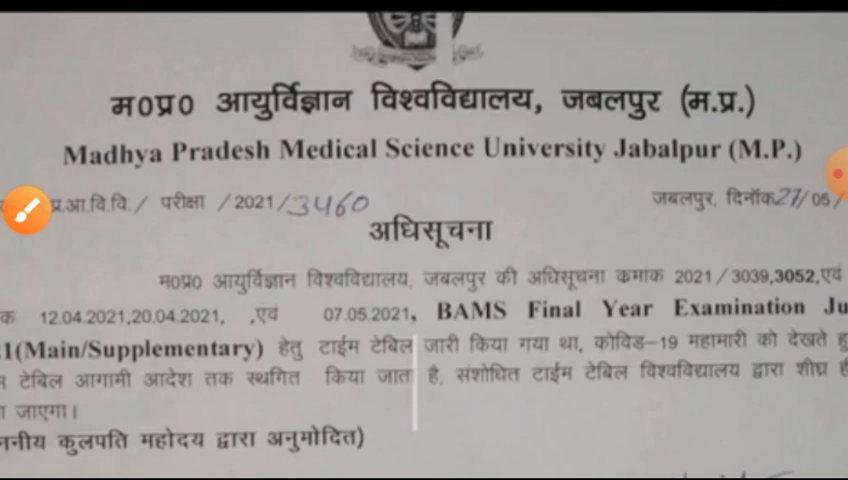 म0प्र0 आयुर्विज्ञान विश्वविद्यालय, जबलपुर (म.प्र.)
Madhya Pradesh Medical Science University Jabalpur (M.P.)
प्र.आ.वि.वि./ परीक्षा /2021/3460 जबलपुर, दिनॉक 27/05/
अधिसूचना
म0प्र0 आयुर्विज्ञान विश्वविद्यालय, जबलपुर की अधिसूचना कमांक 2021/3039,3052,एवं
क 12.04.2021,20.04.2021, ,एवं 07.05.2021, BAMS Final Year Examination Ju
1(Main/Supplementary) हेतु टाईम टेबिल जारी किया गया था, कोविड-19 महामारी को देखते हु
म टेबिल आगामी आदेश तक स्थगित किया जात है, संशोधित टाईम टेबिल विश्वविद्यालय द्वारा शीघ्र ह
ा जाएगा।
ननीय कुलपति महोदय द्वारा अनुमोदित)